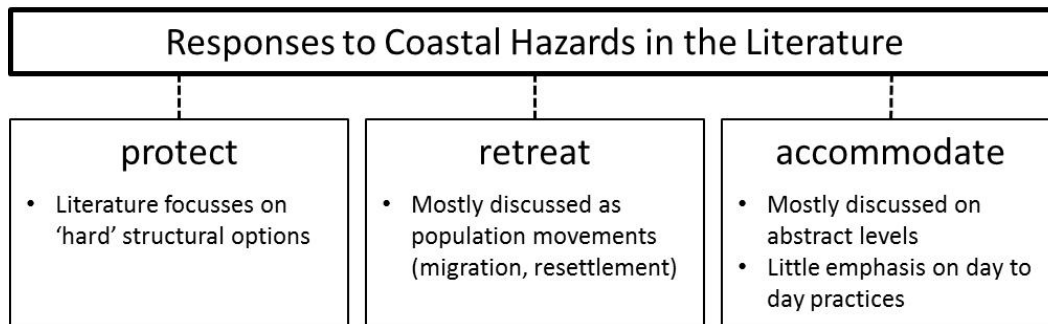 Responses to Coastal Hazards in the Literature
protect
• Literature focusses on
‘hard’ structural options
retreat
• Mostly discussed as
population movements
(migration, resettlement)
accommodate
• Mostly discussed on
abstract levels
• Little emphasis on day to
day practices